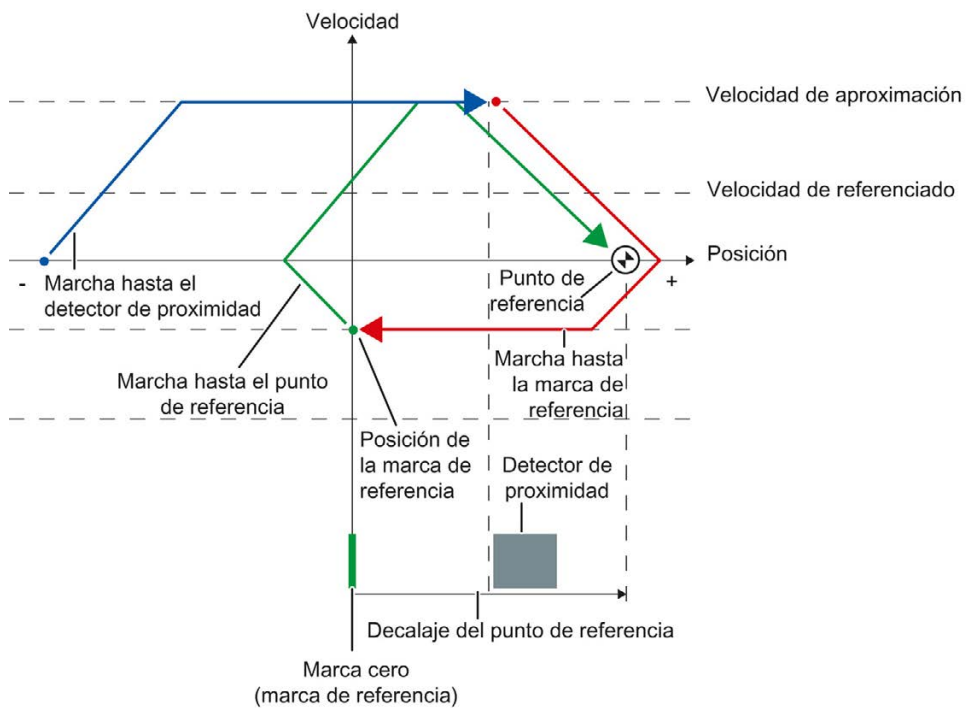 Velocidad
Velocidad de aproximación
Velocidad de referenciado
Posición
-
+
Marcha hasta el
detector de proximidad
Punto de
referencia
Marcha hasta el punto
de referencia
Marcha hasta
la marca de
referencia
Posición de
la marca de
referencia
Detector de
proximidad
Decalaje del punto de referencia
Marca cero
(marca de referencia)